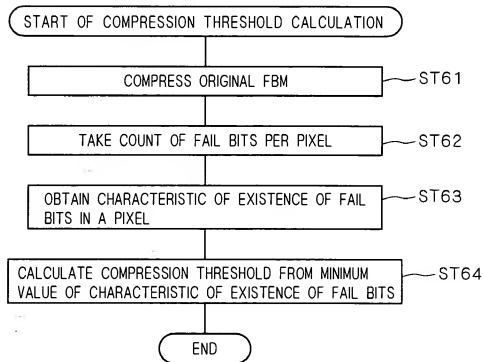 START OF COMPRESSION THRESHOLD CALCULATION
COMPRESS ORIGINAL FBM
ST61
TAKE COUNT OF FAIL BITS PER PIXEL
ST62
OBTAIN CHARACTERISTIC OF EXISTENCE OF FAIL
BITS IN A PIXEL
ST63
CALCULATE COMPRESSION THRESHOLD FROM MINIMUM
VALUE OF CHARACTERISTIC OF EXISTENCE OF FAIL BITS
ST64
END